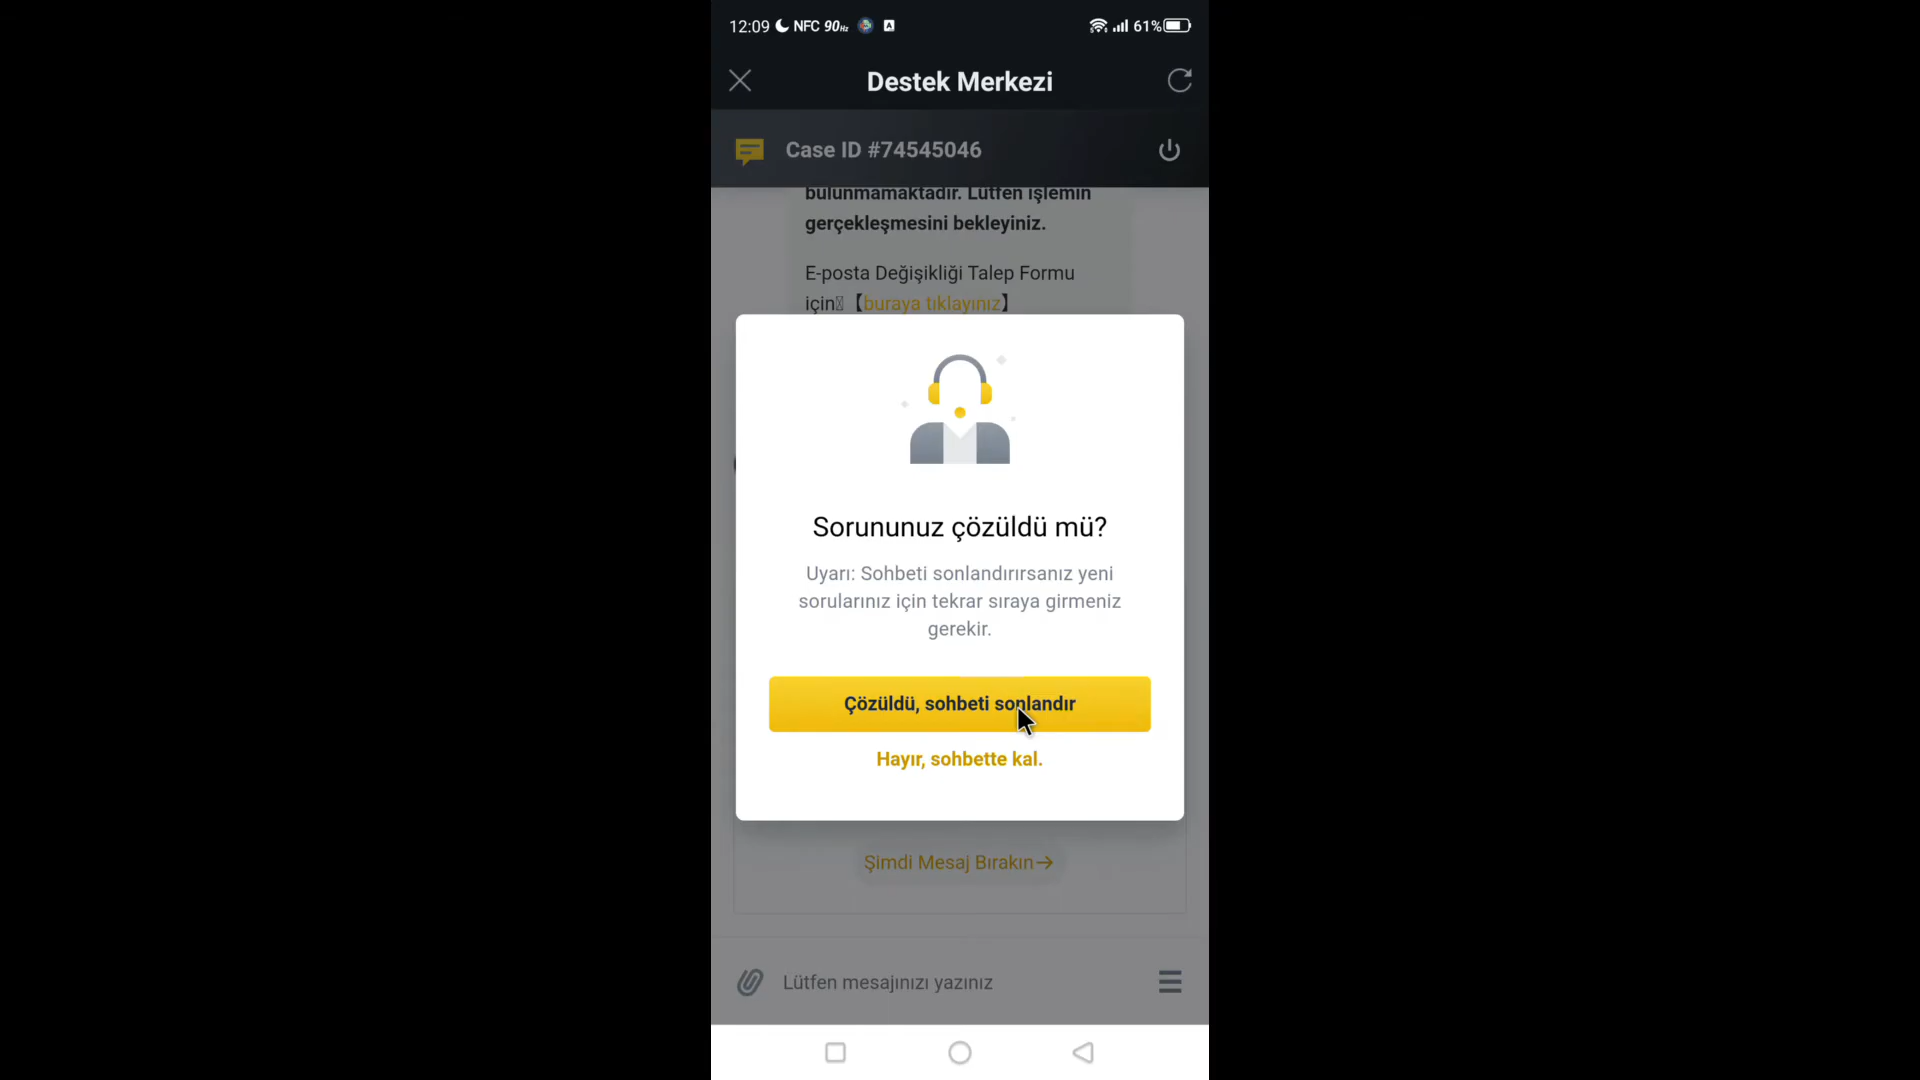 12:09 NFC 90Hz 61%
Destek Merkezi
Case ID #74545046
bulunmamaktadır. Lütfen işlemin
gerçekleşmesini bekleyiniz.
E-posta Değişikliği Talep Formu
için 【buraya tıklayınız】
Sorununuz çözüldü mü?
Uyarı: Sohbeti sonlandırırsanız yeni
sorularınız için tekrar sıraya girmeniz
gerekir.
Çözüldü, sohbeti sonlandır
Hayır, sohbette kal.
Şimdi Mesaj Bırakın→
Lütfen mesajınızı yazınız